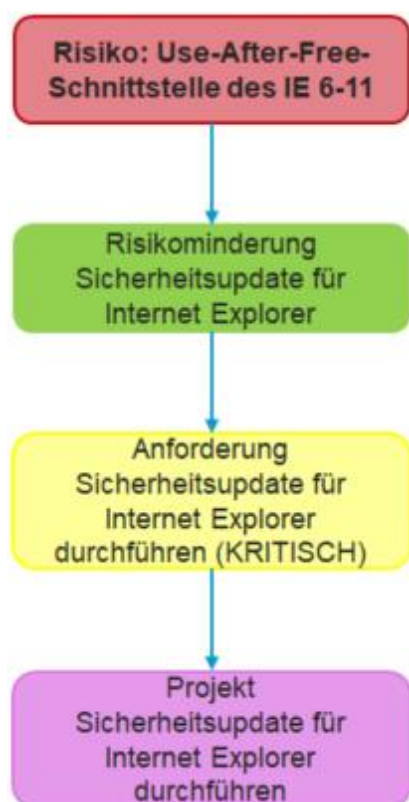 Risiko: Use-After-Free-
Schnittstelle des IE 6-11
Risikominderung
Sicherheitsupdate für
Internet Explorer
Anforderung
Sicherheitsupdate für
Internet Explorer
durchführen (KRITISCH)
Projekt
Sicherheitsupdate für
Internet Explorer
durchführen